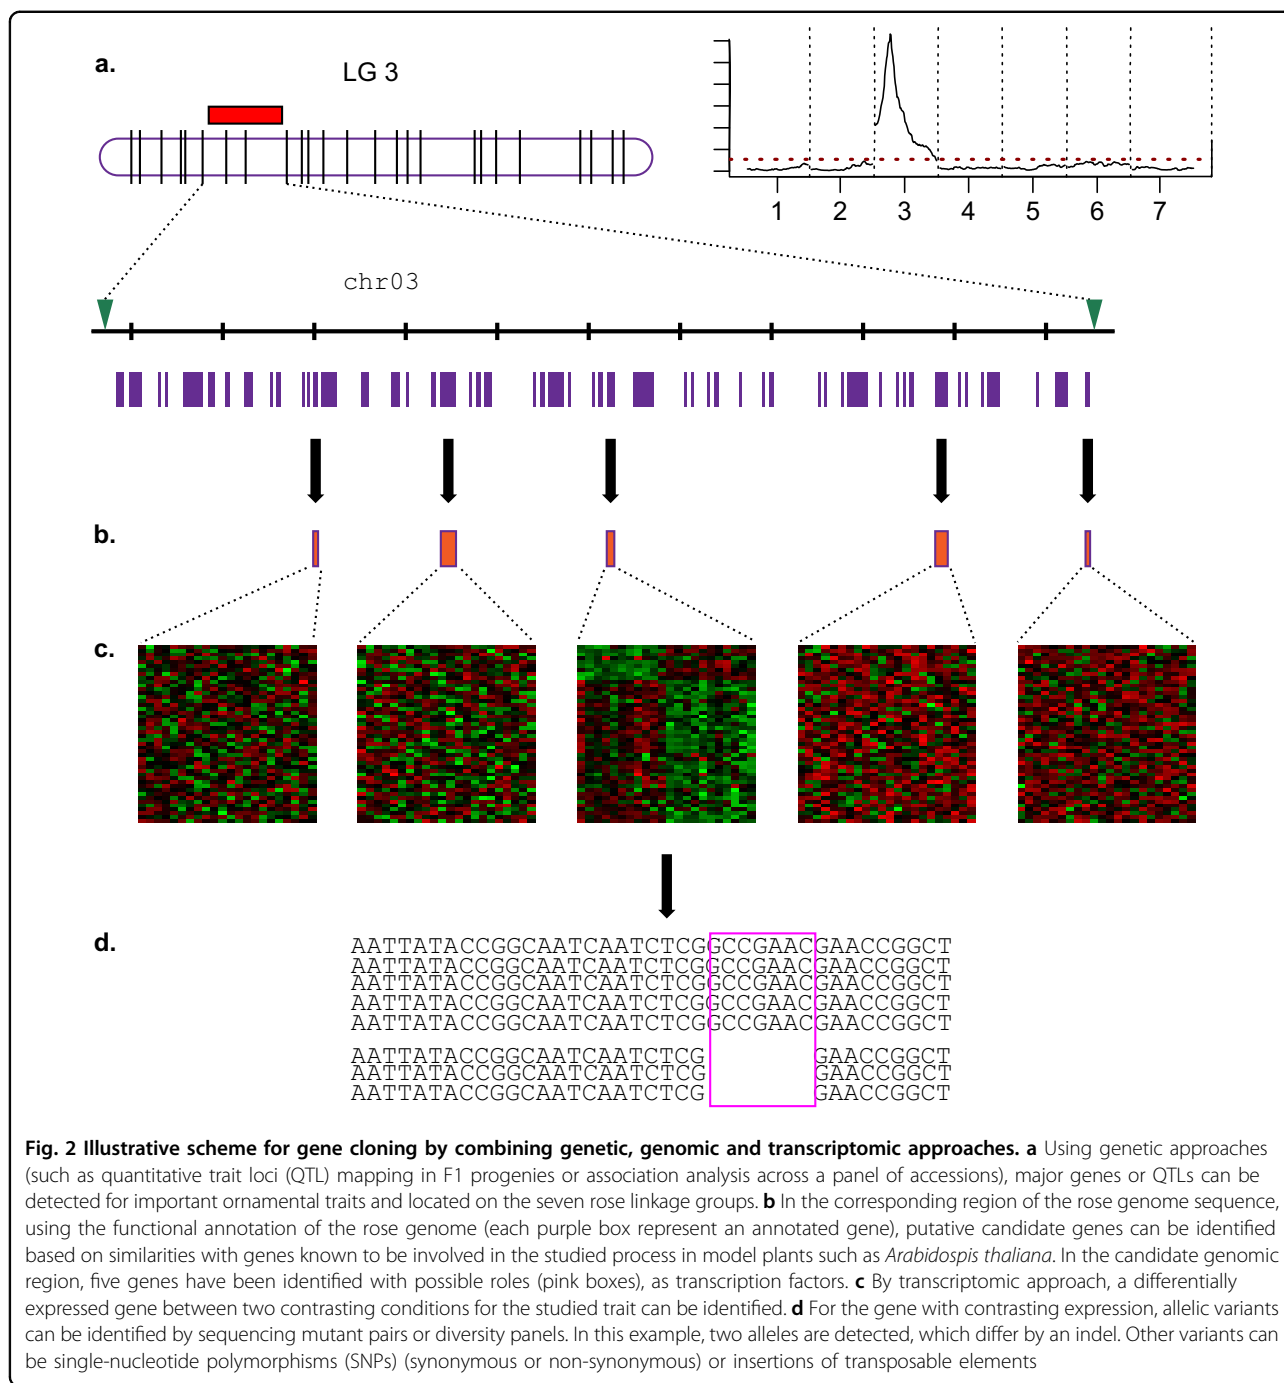 a.
LG 3
1 2 3 4 5 6 7
chr03
b.
c.
d.
AATTATACCGGCAATCAATCTCGGCCGAACGAACCGGCT
AATTATACCGGCAATCAATCTCGGCCGAACGAACCGGCT
AATTATACCGGCAATCAATCTCGGCCGAACGAACCGGCT
AATTATACCGGCAATCAATCTCGGCCGAACGAACCGGCT
AATTATACCGGCAATCAATCTCGGCCGAACGAACCGGCT
AATTATACCGGCAATCAATCTCG GAACCGGCT
AATTATACCGGCAATCAATCTCG GAACCGGCT
AATTATACCGGCAATCAATCTCG GAACCGGCT
Fig. 2 Illustrative scheme for gene cloning by combining genetic, genomic and transcriptomic approaches. a Using genetic approaches
(such as quantitative trait loci (QTL) mapping in F1 progenies or association analysis across a panel of accessions), major genes or QTLs can be
detected for important ornamental traits and located on the seven rose linkage groups. b In the corresponding region of the rose genome sequence,
using the functional annotation of the rose genome (each purple box represent an annotated gene), putative candidate genes can be identified
based on similarities with genes known to be involved in the studied process in model plants such as Arabidospis thaliana. In the candidate genomic
region, five genes have been identified with possible roles (pink boxes), as transcription factors. c By transcriptomic approach, a differentially
expressed gene between two contrasting conditions for the studied trait can be identified. d For the gene with contrasting expression, allelic variants
can be identified by sequencing mutant pairs or diversity panels. In this example, two alleles are detected, which differ by an indel. Other variants can
be single-nucleotide polymorphisms (SNPs) (synonymous or non-synonymous) or insertions of transposable elements